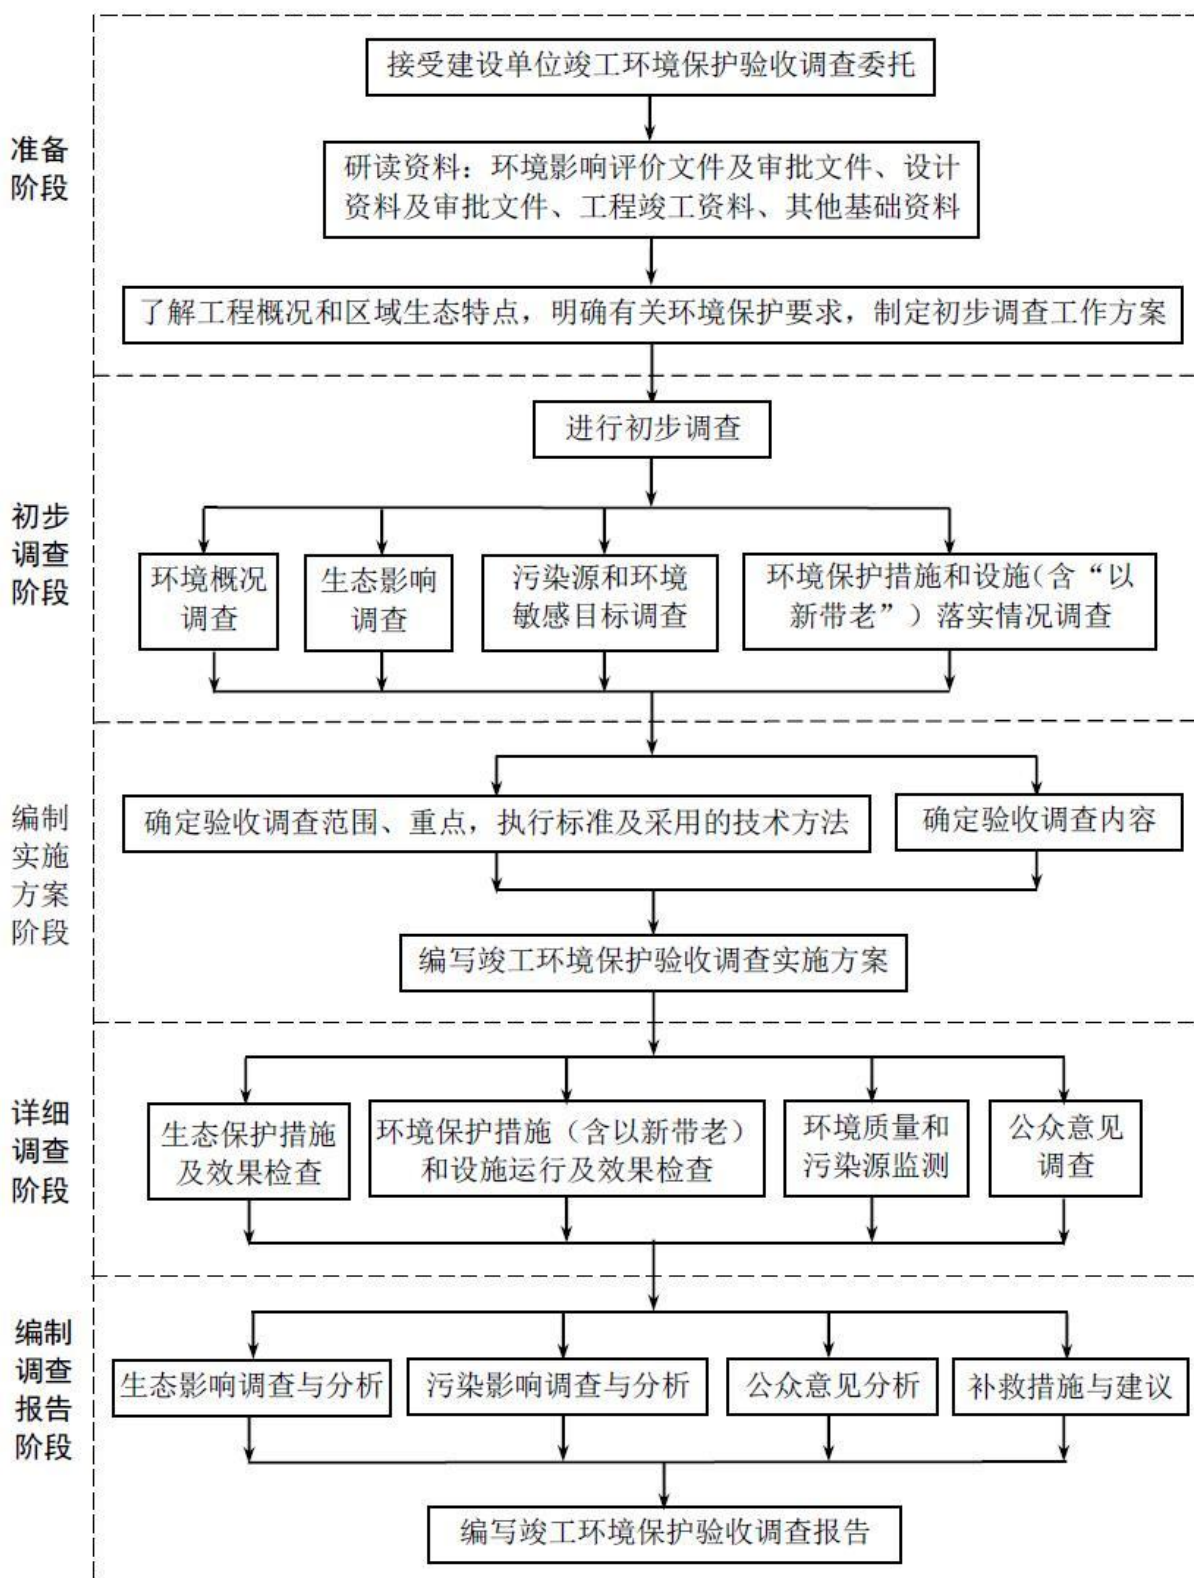 接受建设单位竣工环境保护验收调查委托
准备
阶段
研读资料：环境影响评价文件及审批文件、设计
资料及审批文件、工程竣工资料、其他基础资料
了解工程概况和区域生态特点，明确有关环境保护要求，制定初步调查工作方案
初步
调查
阶段
进行初步调查
环境概况
调查
生态影响
调查
污染源和环境
敏感目标调查
环境保护措施和设施（含“以
新带老”）落实情况调查
编制
实施
方案
阶段
确定验收调查范围、重点，执行标准及采用的技术方法
确定验收调查内容
编写竣工环境保护验收调查实施方案
详细
调查
阶段
生态保护措施
及效果检查
环境保护措施（含以新带老）
和设施运行及效果检查
环境质量和
污染源监测
公众意见
调查
编制
调查
报告
阶段
生态影响调查与分析
污染影响调查与分析
公众意见分析
补救措施与建议
编写竣工环境保护验收调查报告